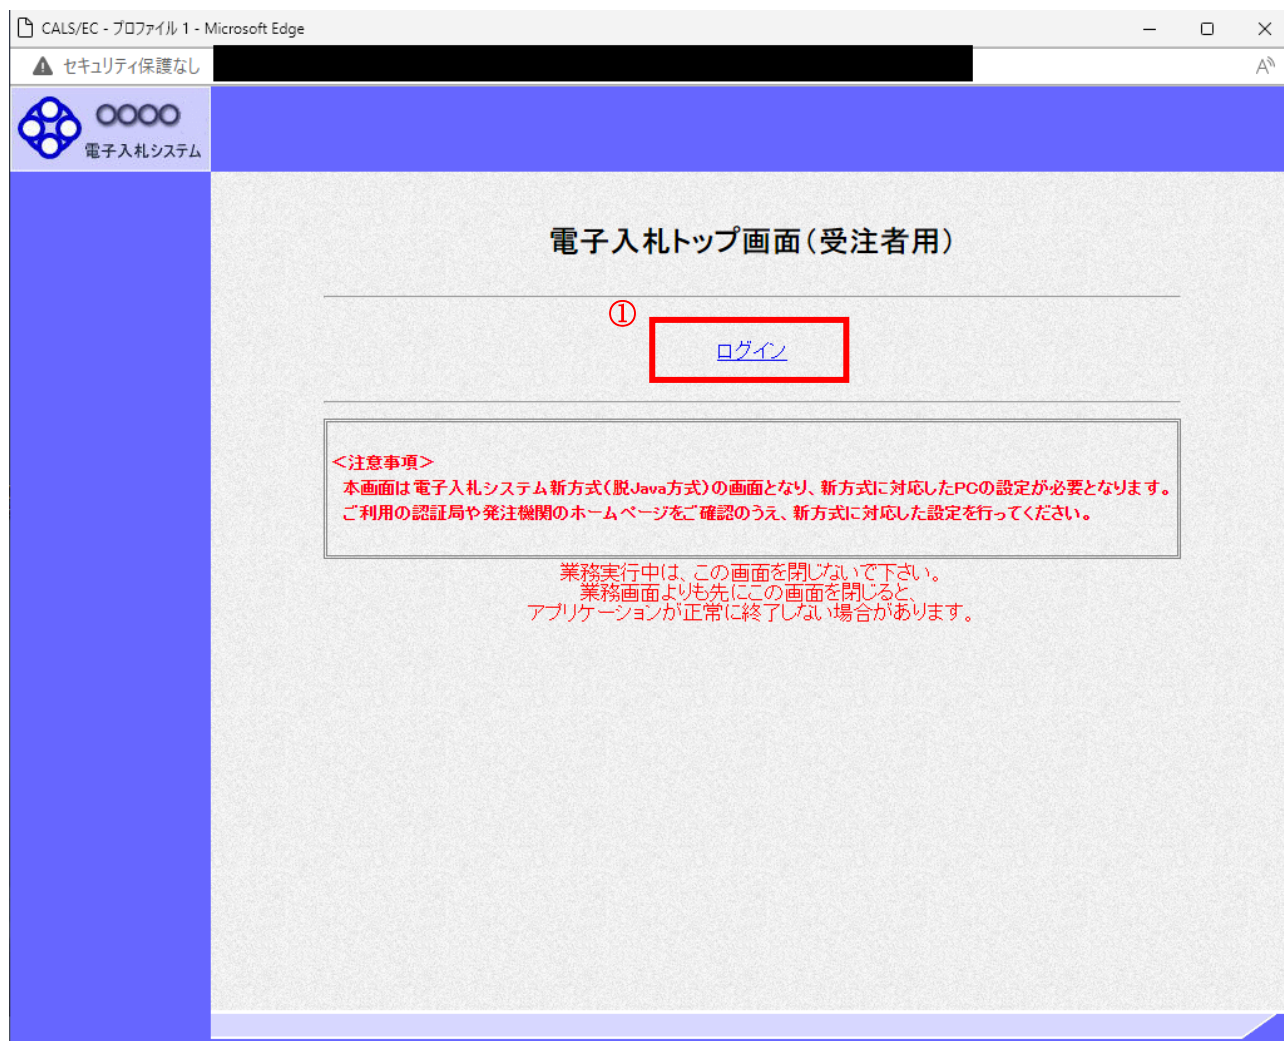 CALS/EC - プロファイル 1 - Microsoft Edge
セキュリティ保護なし
○○○○
電子入札システム
電子入札トップ画面（受注者用）
①
ログイン
＜注意事項＞
本画面は電子入札システム新方式（脱Java方式）の画面となり、新方式に対応したPCの設定が必要となります。
ご利用の認証局や発注機関のホームページをご確認のうえ、新方式に対応した設定を行ってください。
業務実行中は、この画面を閉じないで下さい。
業務画面よりも先にこの画面を閉じると、
アプリケーションが正常に終了しない場合があります。